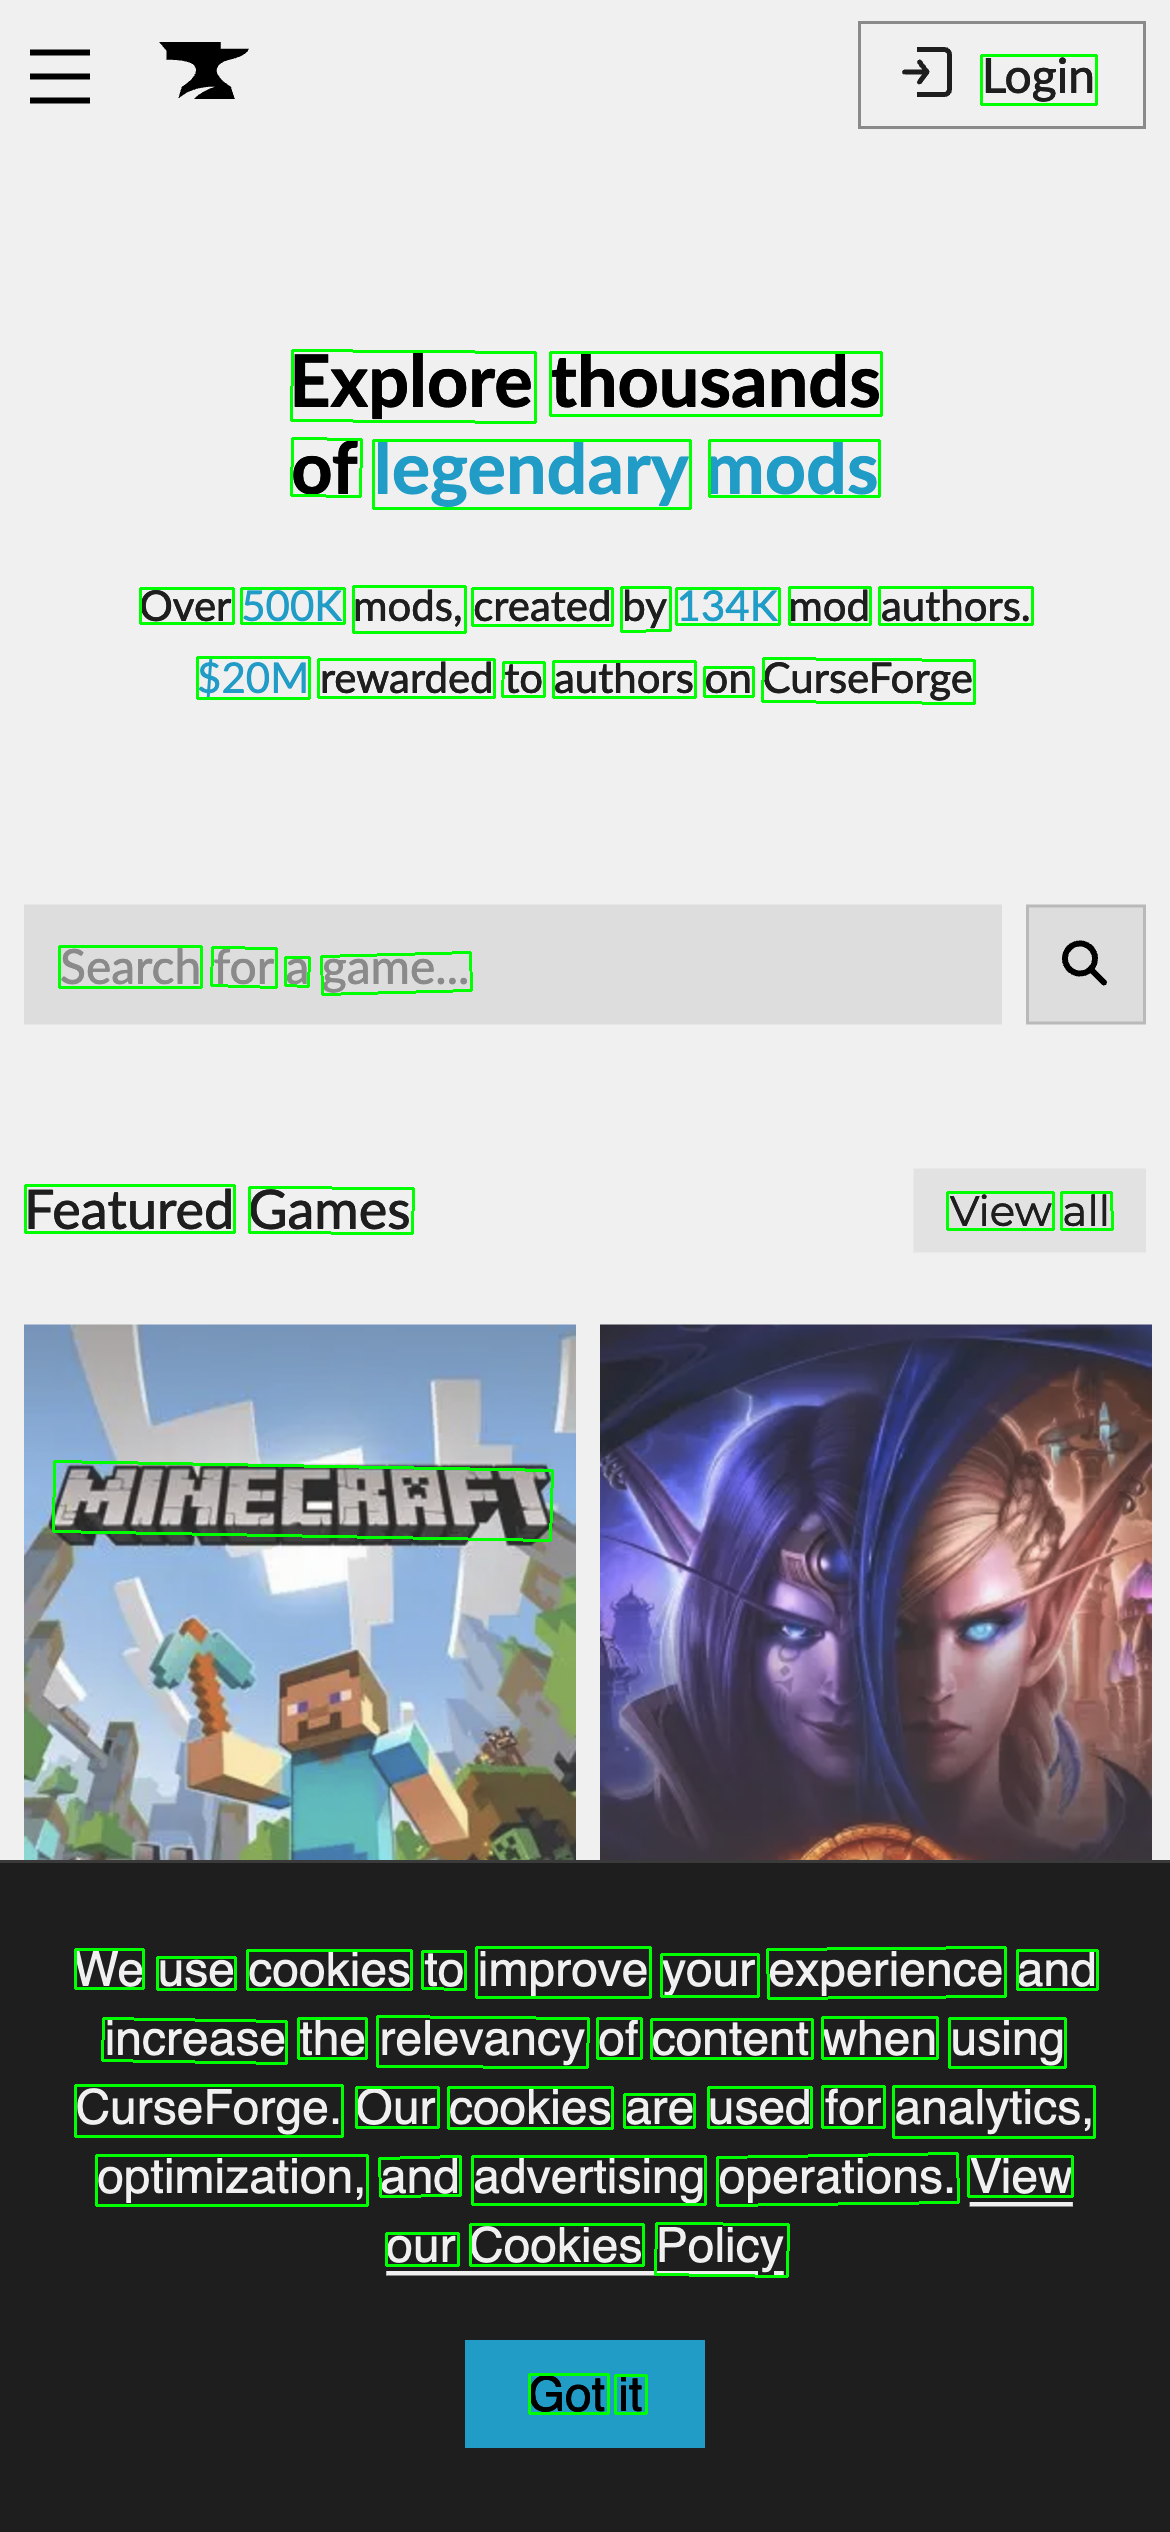 Login
Explore thousands
of legendary mods
Over 500K mods, created by 134K mod authors.
$20M rewarded to authors on CurseForge
Search for a game...
Featured Games
View all
MINECRAFT
We use cookies to improve your experience and
increase the relevancy of content when using
CurseForge. Our cookies are used for analytics,
optimization, and advertising operations. View
our Cookies Policy
Got it